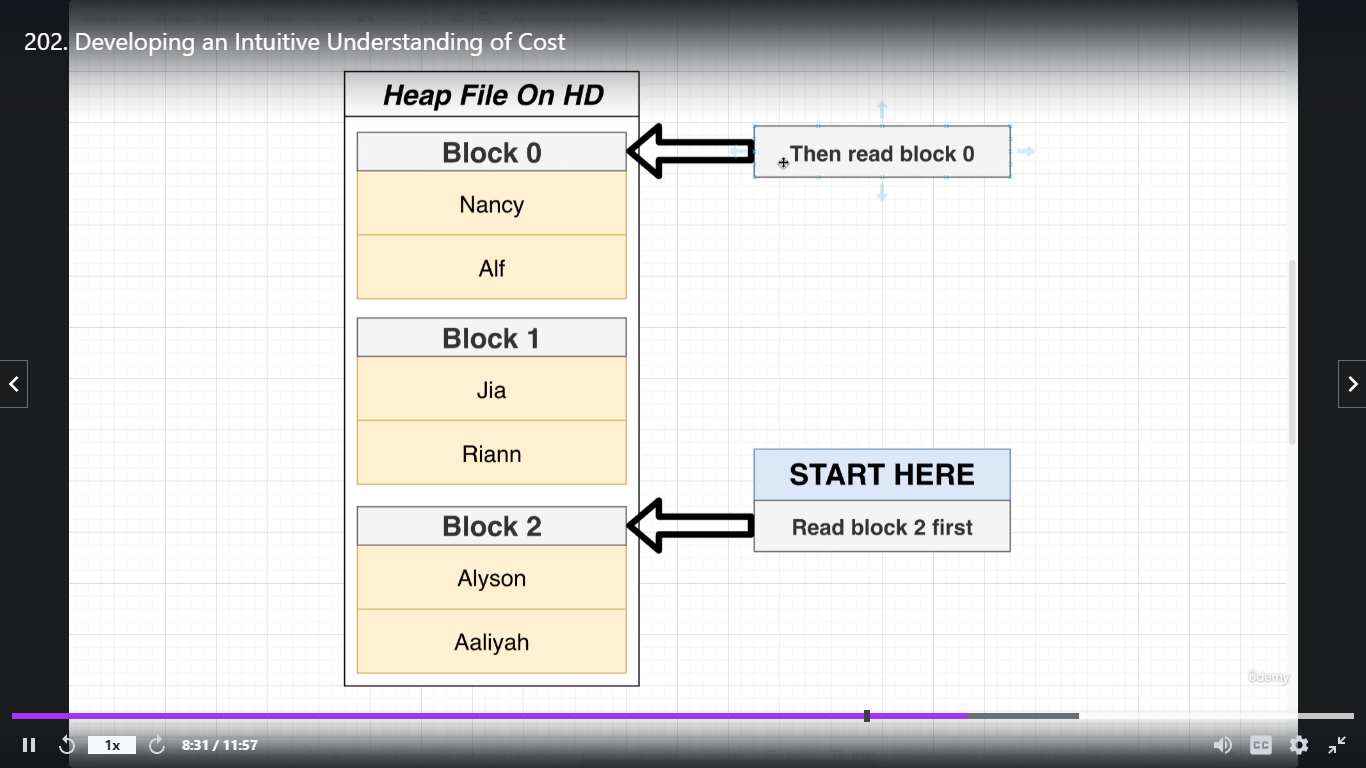 202. Developing an Intuitive Understanding of Cost
Heap File On HD
Block 0
Nancy
Alf
Block 1
Jia
Riann
Block 2
Alyson
Aaliyah
Then read block 0
START HERE
Read block 2 first
ûdemy
1x
8:31 / 11:57
CC